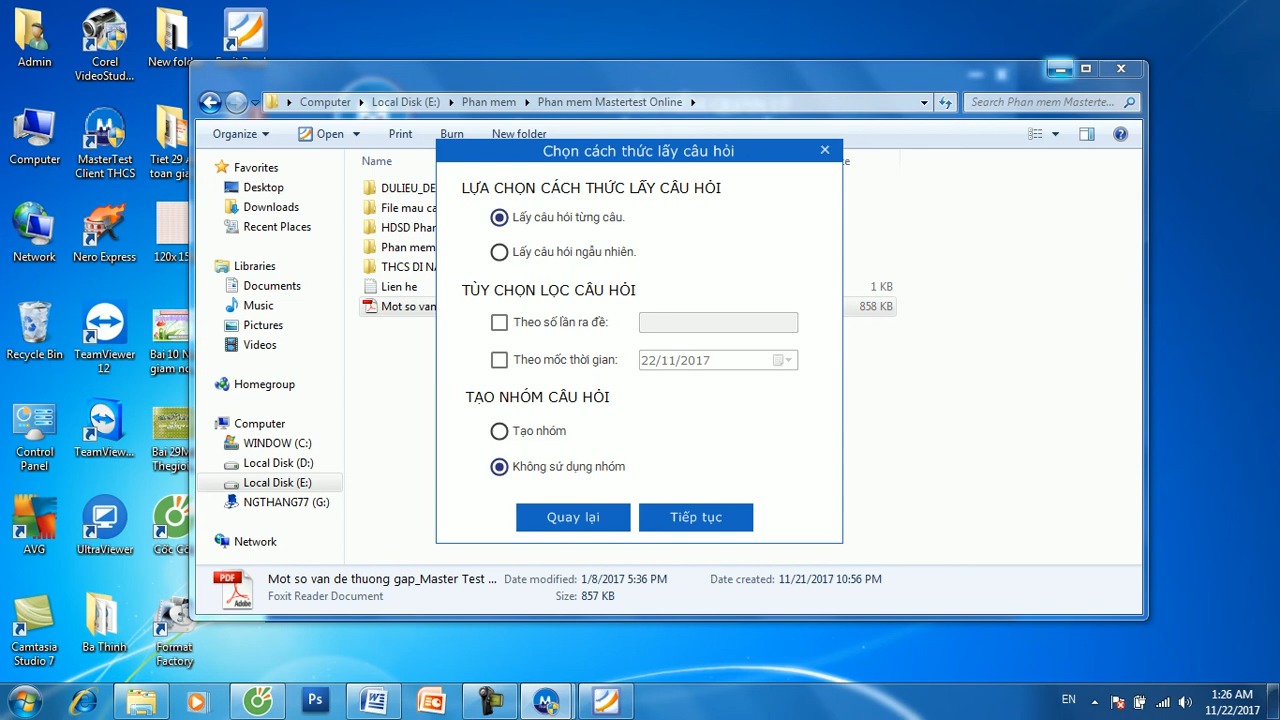 Admin
Corel VideoStud...
New fold
Computer
MasterTest Client THCS
Tiet 29
toan gia
Network
Nero Express
120x 15
Recycle Bin
TeamViewer 12
Bai 10 N
giam no
Control Panel
TeamView...
Bai 29M
Thegio
AVG
UltraViewer
Cốc Cố
Camtasia Studio 7
Ba Thinh
Format Factory
Computer Local Disk (E:) Phan mem Phan mem Mastertest Online
Search Phan mem Masterte...
Organize Open Print Burn New folder
Favorites
Desktop
Downloads
Recent Places
Libraries
Documents
Music
Pictures
Videos
Homegroup
Computer
WINDOW (C:)
Local Disk (D:)
Local Disk (E:)
NGTHANG77 (G:)
Network
Name
DULIEU_DE
File mau ca
HDSD Phan
Phan mem
THCS DI NA
Lien he
1 KB
Mot so van
858 KB
Chọn cách thức lấy câu hỏi
LỰA CHỌN CÁCH THỨC LẤY CÂU HỎI
Lấy câu hỏi từng câu.
Lấy câu hỏi ngẫu nhiên.
TÙY CHỌN LỌC CÂU HỎI
Theo số lần ra đề:
Theo mốc thời gian: 22/11/2017
TẠO NHÓM CÂU HỎI
Tạo nhóm
Không sử dụng nhóm
Quay lại Tiếp tục
PDF
Adobe
Mot so van de thuong gap_Master Test ... Date modified: 1/8/2017 5:36 PM Date created: 11/21/2017 10:56 PM
Foxit Reader Document Size: 857 KB
Ps
EN
1:26 AM
11/22/2017